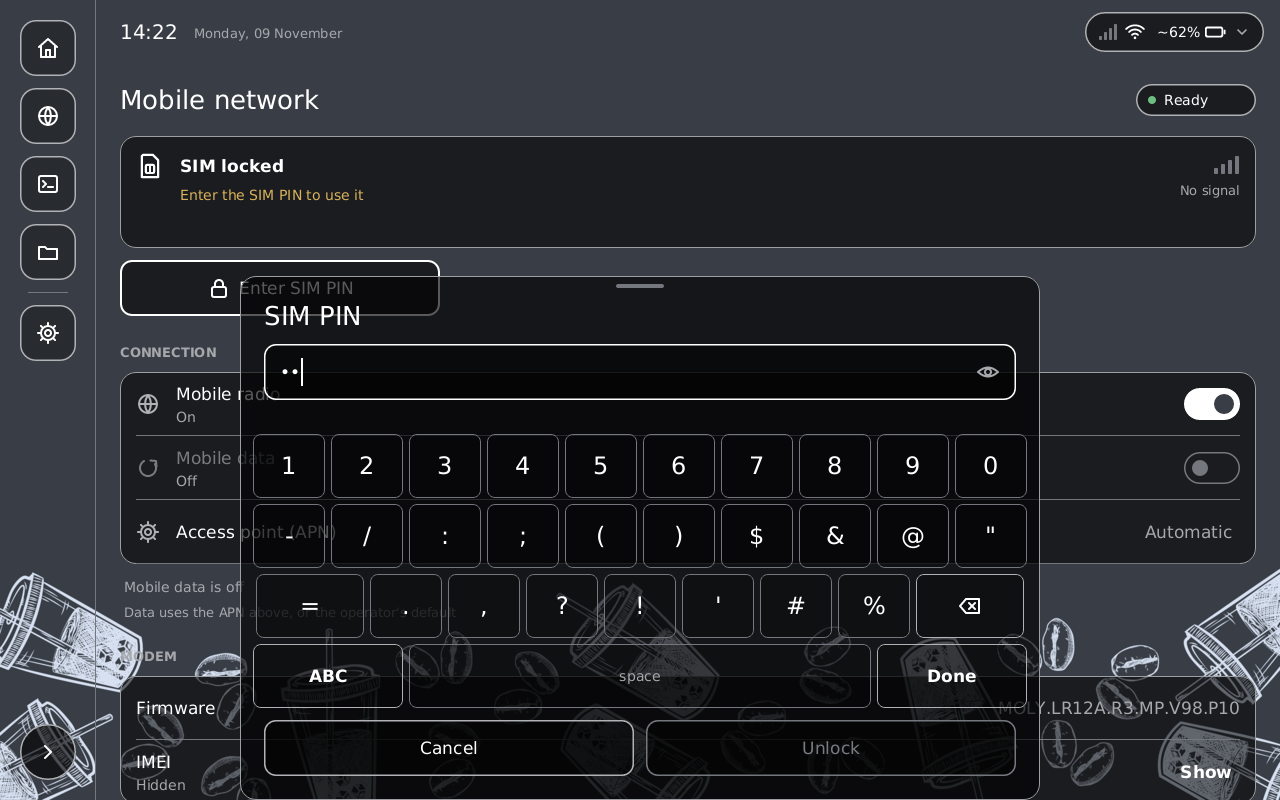 14:22 Monday, 09 November ~62%
Mobile network Ready
SIM locked
Enter the SIM PIN to use it No signal
Enter SIM PIN
SIM PIN
CONNECTION
••
Mobile radio
On
Mobile data
Off
Access point (APN) Automatic
1 2 3 4 5 6 7 8 9 0
- / : ; ( ) $ & @ "
= . , ? ! ' # %
Mobile data is off
Data uses the APN above, or the operator's default
MODEM
ABC space Done
Firmware MOLY.LR12A.R3.MP.V98.P10
Cancel Unlock
IMEI
Hidden Show